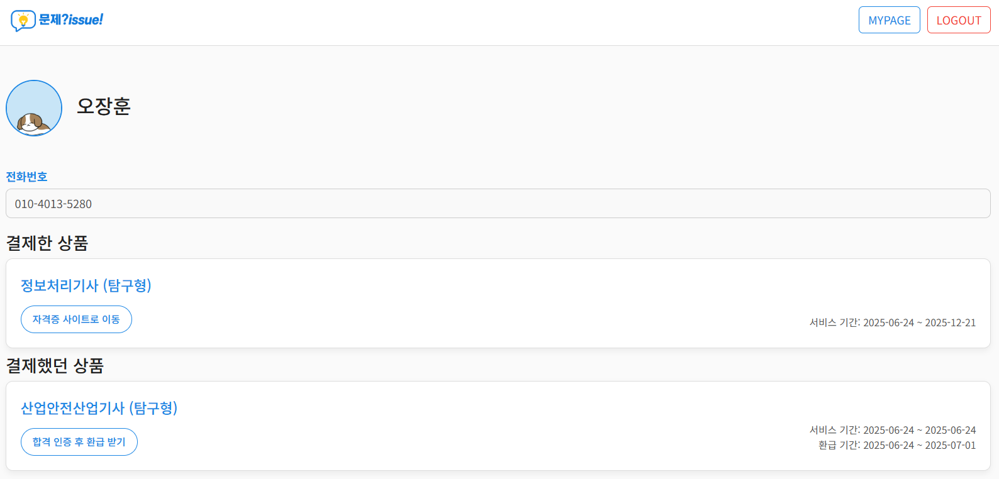 문제?issue!
MYPAGE
LOGOUT
오장훈
전화번호
010-4013-5280
결제한 상품
정보처리기사 (탐구형)
자격증 사이트로 이동
서비스 기간: 2025-06-24 ~ 2025-12-21
결제했던 상품
산업안전산업기사 (탐구형)
합격 인증 후 환급 받기
서비스 기간: 2025-06-24 ~ 2025-06-24
환급 기간: 2025-06-24 ~ 2025-07-01